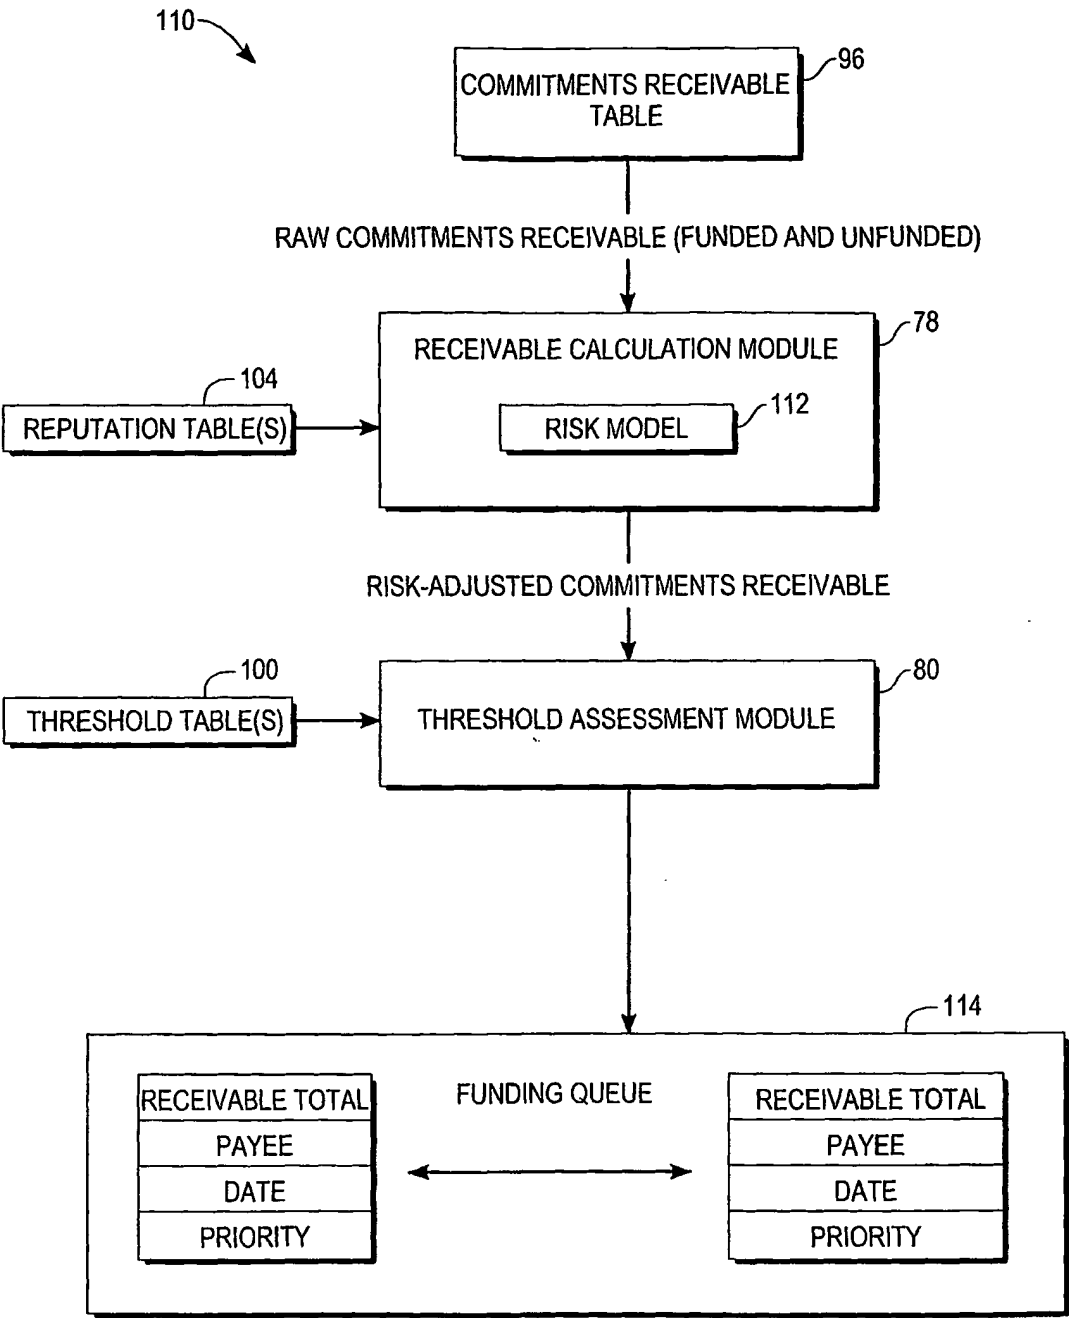 110
COMMITMENTS RECEIVABLE
TABLE
96
RAW COMMITMENTS RECEIVABLE (FUNDED AND UNFUNDED)
RECEIVABLE CALCULATION MODULE
78
104
REPUTATION TABLE(S)
RISK MODEL
112
RISK-ADJUSTED COMMITMENTS RECEIVABLE
100
THRESHOLD TABLE(S)
THRESHOLD ASSESSMENT MODULE
80
114
FUNDING QUEUE
RECEIVABLE TOTAL
PAYEE
DATE
PRIORITY
RECEIVABLE TOTAL
PAYEE
DATE
PRIORITY